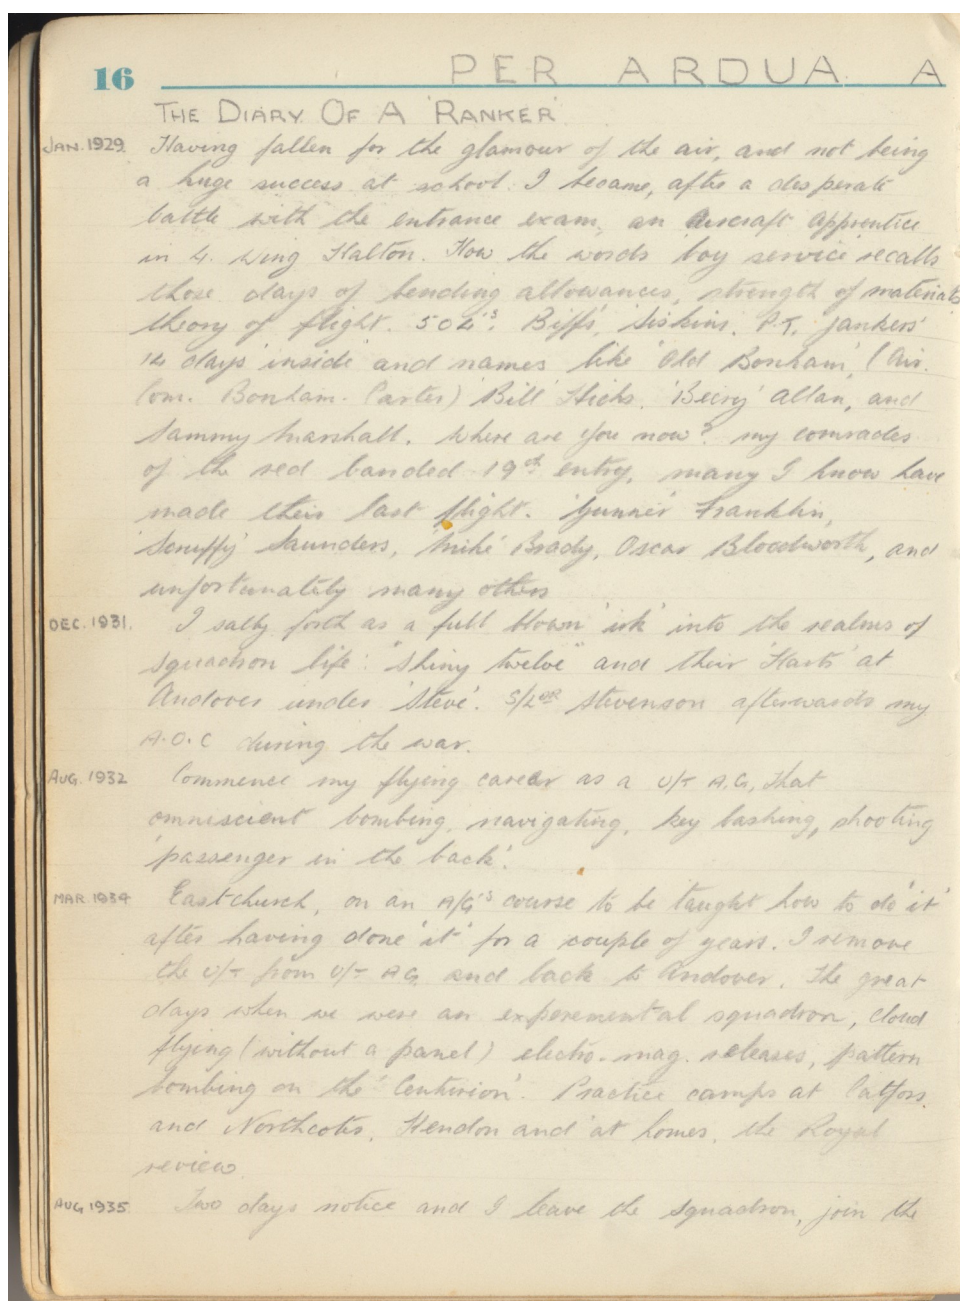 16
PER ARDUA A
THE DIARY OF A 'RANKER'
JAN. 1929. Having fallen for the glamour of the air, and not being
a huge success at school. I became, after a desperate
battle with the entrance exam, an Aircraft Apprentice
in 4. Wing Halton. How the words 'boy service' recalls
those days of bending allowances, strength of materials
theory of flight. 504's. 'Biffs', Siskins. P.T. 'jankers'
14 days 'inside' and names like 'Old Bonham' (Air.
Com. Bonham-Carter) 'Bill' Hicks. 'Beery' Allan, and
Sammy Marshall. Where are you now? my comrades
of the red banded 19th entry, many I know have
made their last flight. 'Gunner' Franklin,
'Scruffy' Saunders, 'Mike' Brady, Oscar Bloodworth, and
unfortunately many others
DEC. 1931. I sally forth as a full blown 'irk' into the realms of
squadron life: "Shiny twelve" and their 'Harts' at
Andover under 'Steve'. S/LDR Stevenson afterwards my
A.O.C during the war.
AUG. 1932 Commence my flying career as a U/T A.G, that
omniscient bombing, navigating, key bashing, shooting
'passenger in the back'.
MAR. 1934 Eastchurch, on an A/G's course to be taught how to do 'it'
after having done 'it' for a couple of years. I remove
the U/T from U/T AG and back to Andover. The great
days when we were an experemental squadron, cloud
flying (without a panel) electro. mag. releases, pattern
bombing on the 'Centurion'. Practice camps at Catfoss.
and Northcotes, Hendon and at homes, the Royal
review.
AUG 1935. Two days notice and I leave the squadron, join the